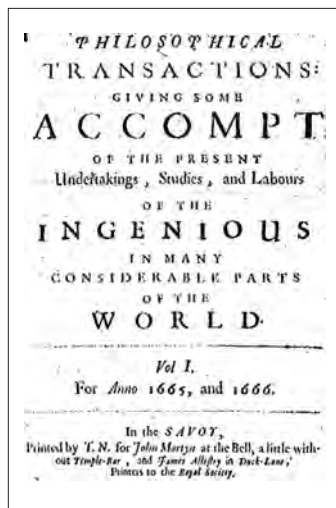 PHILOSOPHICAL
TRANSACTIONS:
GIVING SOME
ACCOMPT
OF THE PRESENT
Undertakings, Studies, and Labours
OF THE
INGENIOUS
IN MANY
CONSIDERABLE PARTS
OF THE
WORLD.
Vol I.
For Anno 1665, and 1666.
In the SAVOY,
Printed by T. N. for John Martyn at the Bell, a little with-
out Temple-Bar, and James Allestry in Duck-Lane,
Printers to the Royal Society.